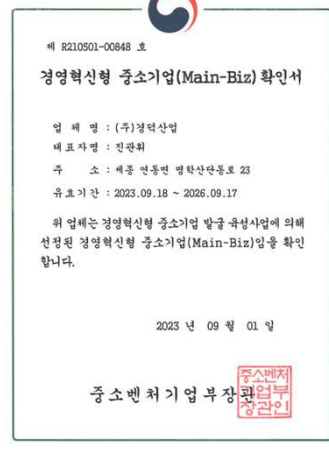 제 R210501-00848 호
경영혁신형 중소기업(Main-Biz) 확인서
업 체 명 : (주)경덕산업
대 표 자 명 : 진관휘
주 소 : 세종 연동면 명학산단동로 23
유 효 기 간 : 2023.09.18 ~ 2026.09.17
위 업체는 경영혁신형 중소기업 발굴 육성사업에 의해
선정된 경영혁신형 중소기업(Main-Biz)임을 확인
합니다.
2023 년 09 월 01 일
중소벤처기업부장관
중소벤처
기업부
장관인